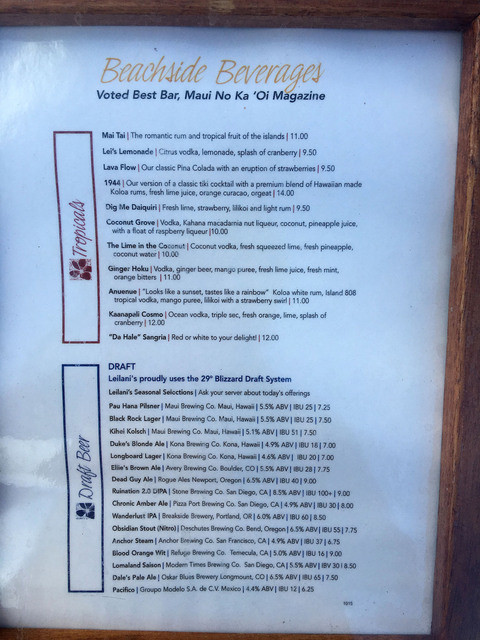 Beachside Beverages
Voted Best Bar, Maui No Ka 'Oi Magazine
Tropicals
Mai Tai | The romantic rum and tropical fruit of the islands | 11.00
Lei's Lemonade | Citrus vodka, lemonade, splash of cranberry | 9.50
Lava Flow | Our classic Pina Colada with an eruption of strawberries | 9.50
1944 | Our version of a classic tiki cocktail with a premium blend of Hawaiian made
Koloa rums, fresh lime juice, orange curacao, orgeat | 14.00
Dig Me Daiquiri | Fresh lime, strawberry, lilikoi and light rum | 9.50
Coconut Grove | Vodka, Kahana macadamia nut liqueur, coconut, pineapple juice,
with a float of raspberry liqueur |10.00
The Lime in the Coconut | Coconut vodka, fresh squeezed lime, fresh pineapple,
coconut water | 10.00
Ginger Hoku | Vodka, ginger beer, mango puree, fresh lime juice, fresh mint,
orange bitters | 11.00
Anuenue | "Looks like a sunset, tastes like a rainbow" Koloa white rum, Island 808
tropical vodka, mango puree, lilikoi with a strawberry swirl | 11.00
Kaanapali Cosmo | Ocean vodka, triple sec, fresh orange, lime, splash of
cranberry | 12.00
"Da Hale" Sangria | Red or white to your delight! | 12.00
Draft Beer
DRAFT
Leilani's proudly uses the 29° Blizzard Draft System
Leilani's Seasonal Selections | Ask your server about today's offerings
Pau Hana Pilsner | Maui Brewing Co. Maui, Hawaii | 5.5% ABV | IBU 25 | 7.25
Black Rock Lager | Maui Brewing Co. Maui, Hawaii | 5.5% ABV | IBU 25 | 7.50
Kihei Kolsch | Maui Brewing Co. Maui, Hawaii | 5.1% ABV | IBU 51 | 7.50
Duke's Blonde Ale | Kona Brewing Co. Kona, Hawaii | 4.9% ABV | IBU 18 | 7.00
Longboard Lager | Kona Brewing Co. Kona, Hawaii | 4.6% ABV | IBU 20 | 7.00
Ellie's Brown Ale | Avery Brewing Co. Boulder, CO | 5.5% ABV | IBU 28 | 7.75
Dead Guy Ale | Rogue Ales Newport, Oregon | 6.5% ABV | IBU 40 | 9.00
Ruination 2.0 DIPA | Stone Brewing Co. San Diego, CA | 8.5% ABV | IBU 100+ | 9.00
Chronic Amber Ale | Pizza Port Brewing Co. San Diego, CA | 4.9% ABV | IBU 30 | 8.00
Wanderlust IPA | Breakside Brewery, Portland, OR | 6.0% ABV | IBU 60 | 8.50
Obsidian Stout (Nitro) | Deschutes Brewing Co. Bend, Oregon | 6.5% ABV | IBU 55 | 7.75
Anchor Steam | Anchor Brewing Co. San Francisco, CA | 4.9% ABV | IBU 37 | 6.75
Blood Orange Wit | Refuge Brewing Co. Temecula, CA | 5.0% ABV | IBU 16 | 9.00
Lomaland Saison | Modern Times Brewing Co. San Diego, CA | 5.5% ABV | IBV 30 | 8.50
Dale's Pale Ale | Oskar Blues Brewery Longmount, CO | 6.5% ABV | IBU 65 | 7.50
Pacifico | Groupo Modelo S.A. de C.V. Mexico | 4.4% ABV | IBU 12 | 6.25
1015